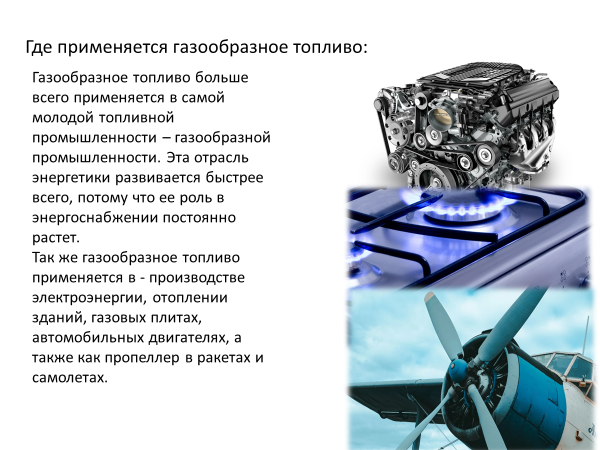 Где применяется газообразное топливо:
Газообразное топливо больше
всего применяется в самой
молодой топливной
промышленности – газообразной
промышленности. Эта отрасль
энергетики развивается быстрее
всего, потому что ее роль в
энергоснабжении постоянно
растет.
Так же газообразное топливо
применяется в - производстве
электроэнергии, отоплении
зданий, газовых плитах,
автомобильных двигателях, а
также как пропеллер в ракетах и
самолетах.